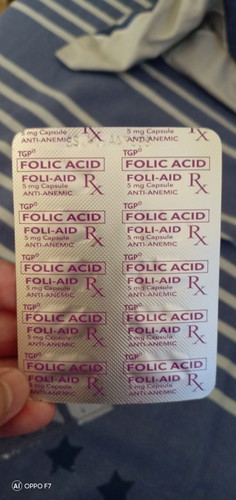 5 mg Capsule Rx
ANTI-ANEMIC
5 mg Capsule Rx
ANTI-ANEMIC
TGP
FOLIC ACID
FOLI-AID Rx
5 mg Capsule
ANTI-ANEMIC
TGP
FOLIC ACID
FOLI-AID Rx
5 mg Capsule
ANTI-ANEMIC
TGP
FOLIC ACID
FOLI-AID Rx
5 mg Capsule
ANTI-ANEMIC
TGP
FOLIC ACID
FOLI-AID Rx
5 mg Capsule
ANTI-ANEMIC
TGP
FOLIC ACID
FOLI-AID Rx
5 mg Capsule
ANTI-ANEMIC
TGP
FOLIC ACID
FOLI-AID Rx
5 mg Capsule
ANTI-ANEMIC
TGP
FOLIC ACID
FOLI-AID Rx
5 mg Capsule
ANTI-ANEMIC
TGP
FOLIC ACID
FOLI-AID Rx
5 mg Capsule
ANTI-ANEMIC
TGP
FOLIC ACID
FOLI-AID Rx
5 mg Capsule
ANTI-ANEMIC
TGP
FOLIC ACID
FOLI-AID Rx
5 mg Capsule
ANTI-ANEMIC
AI OPPO F7